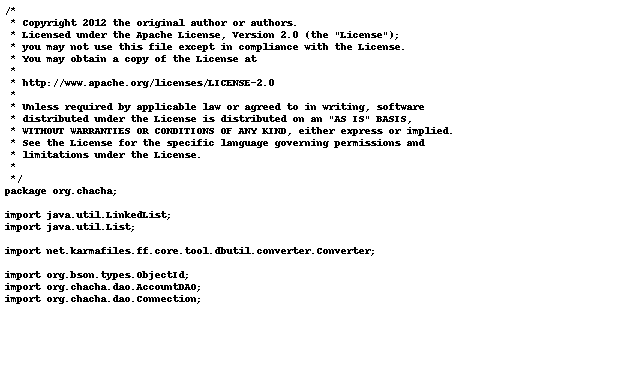 /*
 * Copyright 2012 the original author or authors.
 * Licensed under the Apache License, Version 2.0 (the "License");
 * you may not use this file except in compliance with the License.
 * You may obtain a copy of the License at
 *
 * http://www.apache.org/licenses/LICENSE-2.0
 *
 * Unless required by applicable law or agreed to in writing, software
 * distributed under the License is distributed on an "AS IS" BASIS,
 * WITHOUT WARRANTIES OR CONDITIONS OF ANY KIND, either express or implied.
 * See the License for the specific language governing permissions and
 * limitations under the License.
 *
 */
package org.chacha;

import java.util.LinkedList;
import java.util.List;

import net.karmafiles.ff.core.tool.dbutil.converter.Converter;

import org.bson.types.ObjectId;
import org.chacha.dao.AccountDAO;
import org.chacha.dao.Connection;